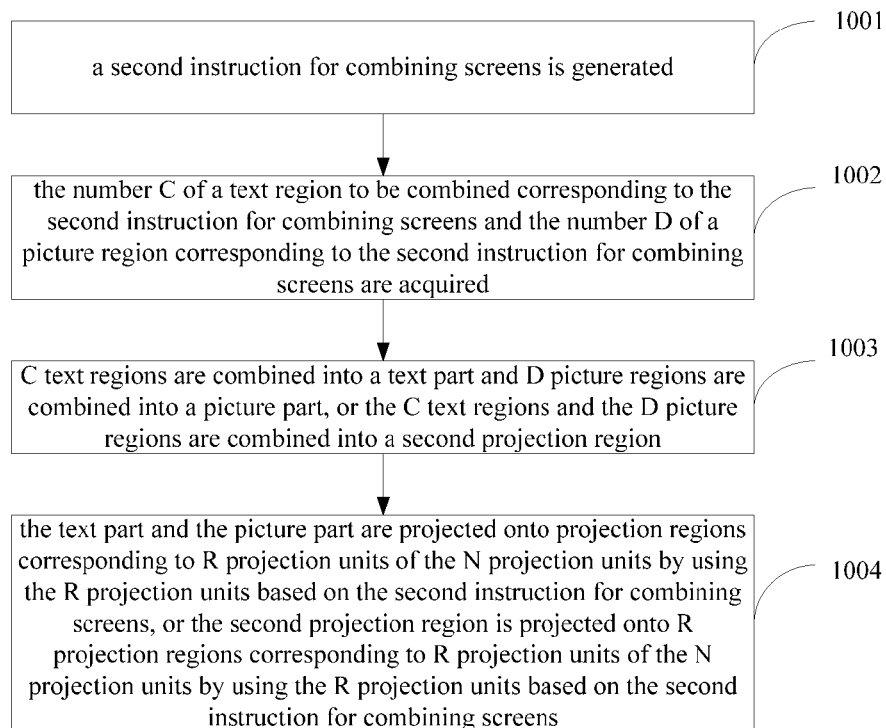 1001
a second instruction for combining screens is generated
1002
the number C of a text region to be combined corresponding to the
second instruction for combining screens and the number D of a
picture region corresponding to the second instruction for combining
screens are acquired
1003
C text regions are combined into a text part and D picture regions are
combined into a picture part, or the C text regions and the D picture
regions are combined into a second projection region
1004
the text part and the picture part are projected onto projection regions
corresponding to R projection units of the N projection units by using
the R projection units based on the second instruction for combining
screens, or the second projection region is projected onto R
projection regions corresponding to R projection units of the N
projection units by using the R projection units based on the second
instruction for combining screens